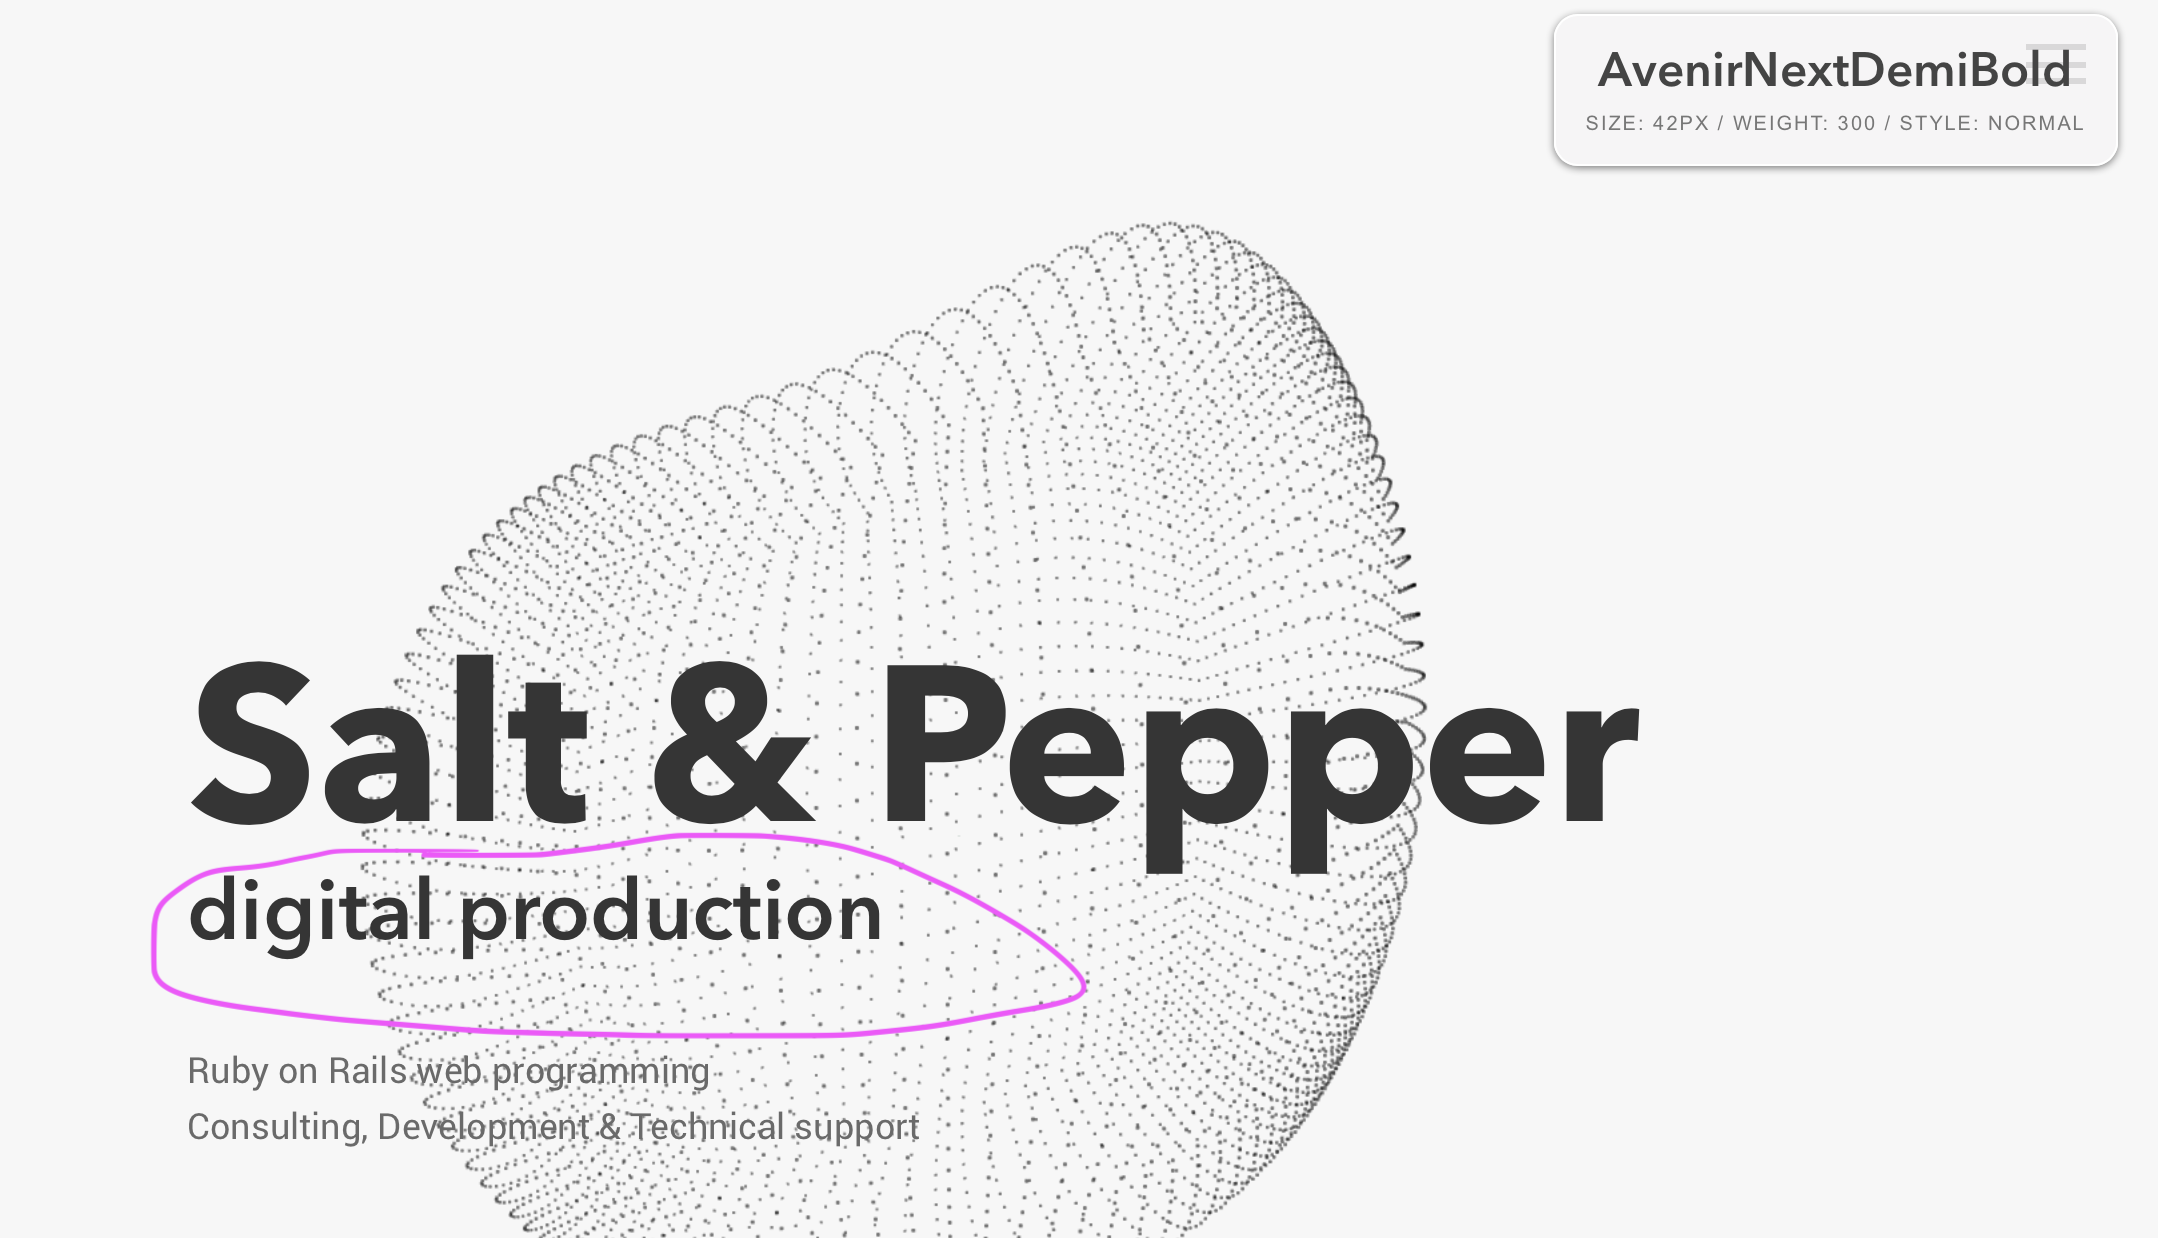 AvenirNextDemiBold
SIZE: 42PX / WEIGHT: 300 / STYLE: NORMAL
Salt & Pepper
digital production
Ruby on Rails web programming
Consulting, Development & Technical support